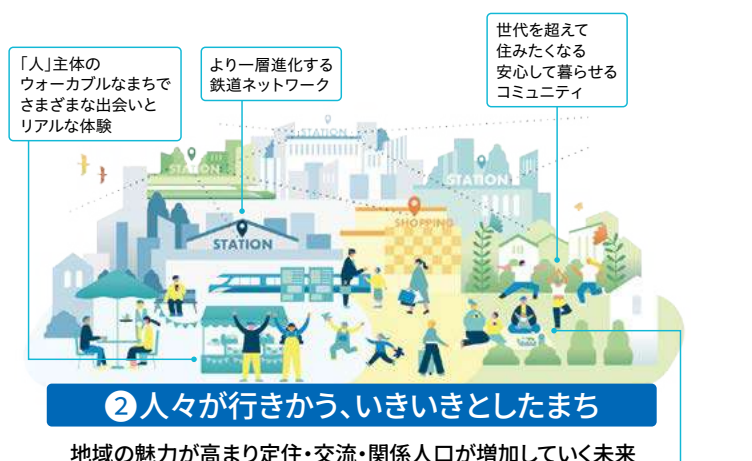 「人」主体の
ウォーカブルなまちで
さまざまな出会いと
リアルな体験
より一層進化する
鉄道ネットワーク
世代を超えて
住みたくなる
安心して暮らせる
コミュニティ
STATION
STATION
STATION
SHOPPING
STATION
❷人々が行きかう、いきいきとしたまち
地域の魅力が高まり定住・交流・関係人口が増加していく未来